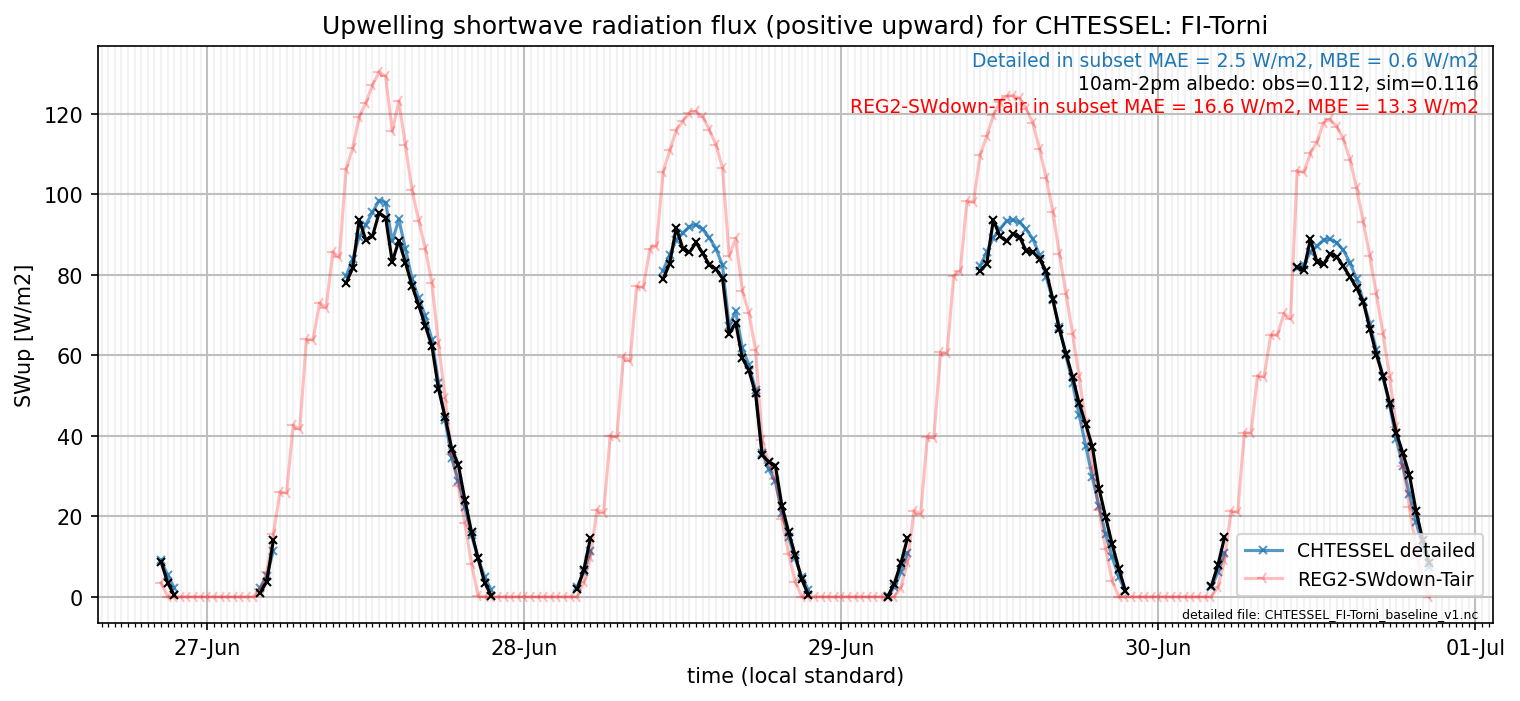 Upwelling shortwave radiation flux (positive upward) for CHTESSEL: FI-Torni
Detailed in subset MAE = 2.5 W/m2, MBE = 0.6 W/m2
10am-2pm albedo: obs=0.112, sim=0.116
REG2-SWdown-Tair in subset MAE = 16.6 W/m2, MBE = 13.3 W/m2
SWup [W/m2]
120
100
80
60
40
20
0
CHTESSEL detailed
REG2-SWdown-Tair
detailed file: CHTESSEL_FI-Torni_baseline_v1.nc
27-Jun
28-Jun
29-Jun
30-Jun
01-Jul
time (local standard)